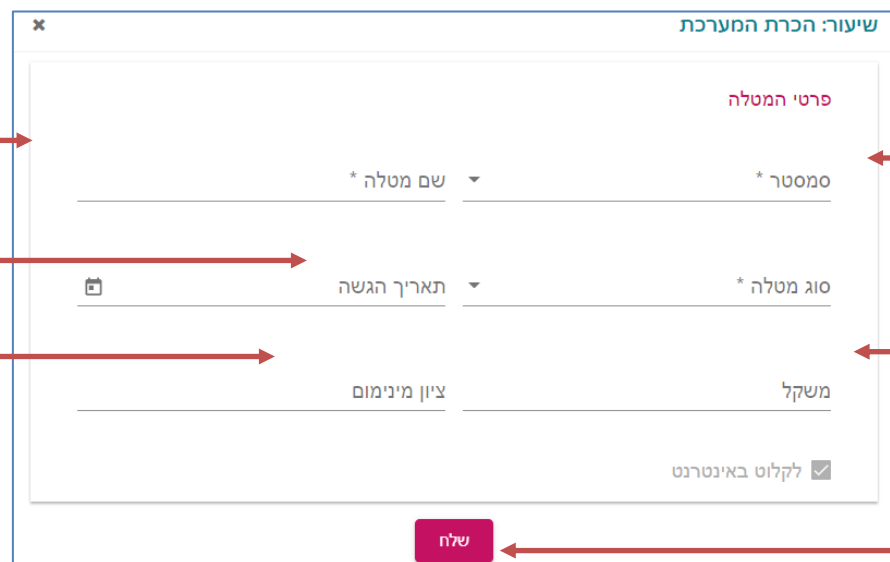 שיעור: הכרת המערכת
פרטי המטלה
סמסטר *
שם מטלה *
סוג מטלה *
תאריך הגשה
משקל
ציון מינימום
לקלוט באינטרנט
שלח